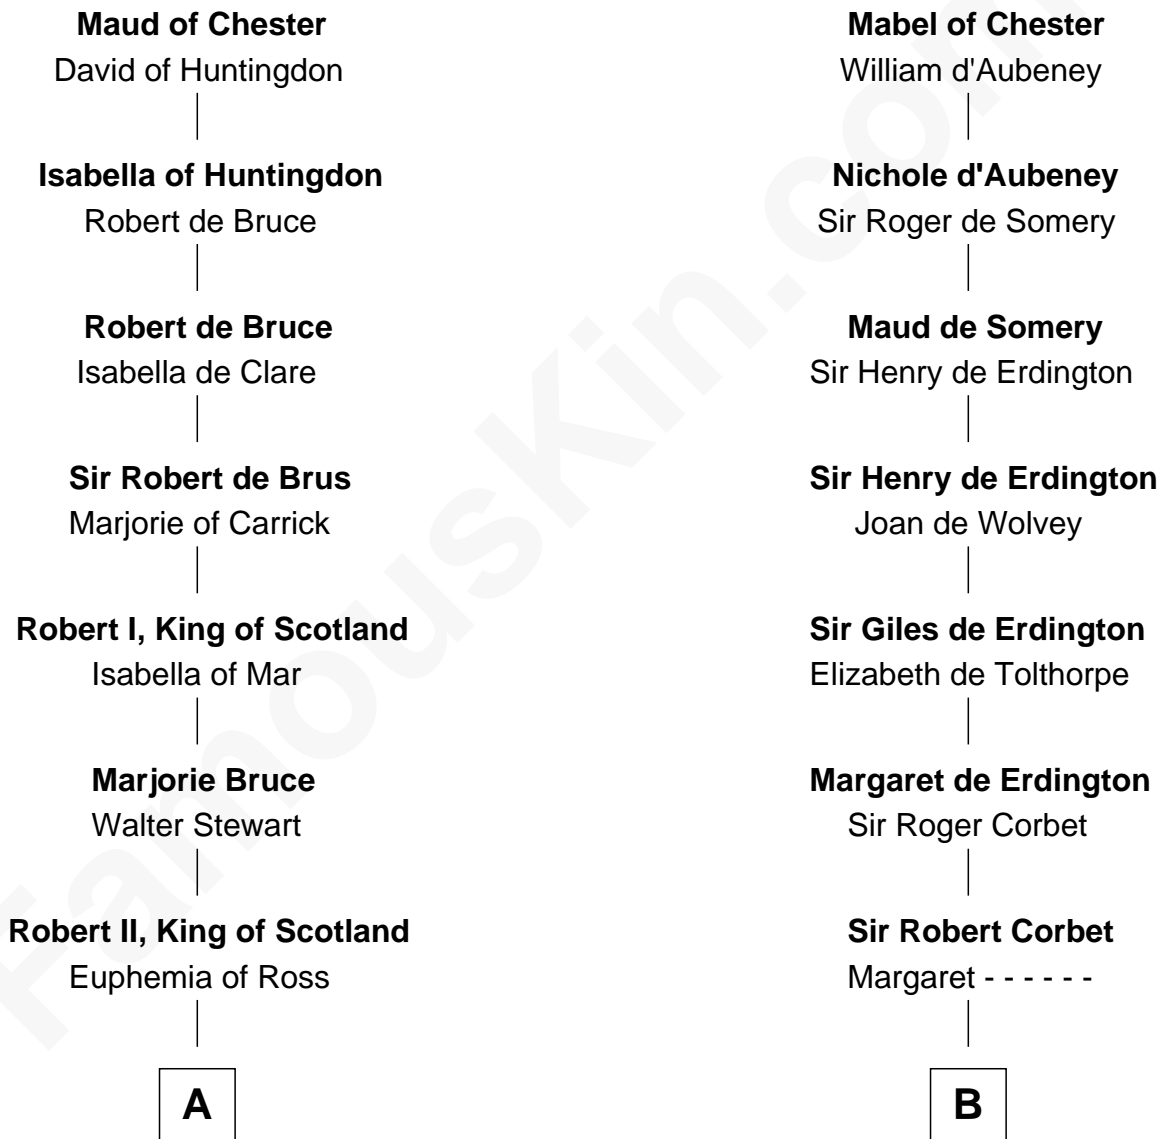 Maud of Chester
David of Huntingdon
Isabella of Huntingdon
Robert de Bruce
Robert de Bruce
Isabella de Clare
Sir Robert de Brus
Marjorie of Carrick
Robert I, King of Scotland
Isabella of Mar
Marjorie Bruce
Walter Stewart
Robert II, King of Scotland
Euphemia of Ross
A
Mabel of Chester
William d'Aubeney
Nichole d'Aubeney
Sir Roger de Somery
Maud de Somery
Sir Henry de Erdington
Sir Henry de Erdington
Joan de Wolvey
Sir Giles de Erdington
Elizabeth de Tolthorpe
Margaret de Erdington
Sir Roger Corbet
Sir Robert Corbet
Margaret - - - - - -
B
FamousKin.com